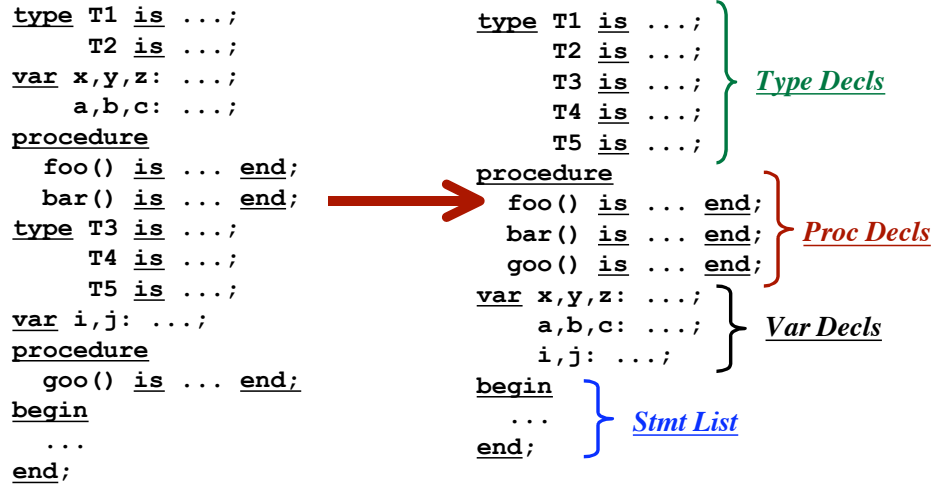 type T1 is ...;
T2 is ...;
var x,y,z: ...;
a,b,c: ...;
procedure
foo() is ... end;
bar() is ... end;
type T3 is ...;
T4 is ...;
T5 is ...;
var i,j: ...;
procedure
goo() is ... end;
begin
...
end;
type T1 is ...;
T2 is ...;
T3 is ...;
T4 is ...;
T5 is ...;
Type Decls
procedure
foo() is ... end;
bar() is ... end;
goo() is ... end;
Proc Decls
var x,y,z: ...;
a,b,c: ...;
i,j: ...;
Var Decls
begin
...
end;
Stmt List